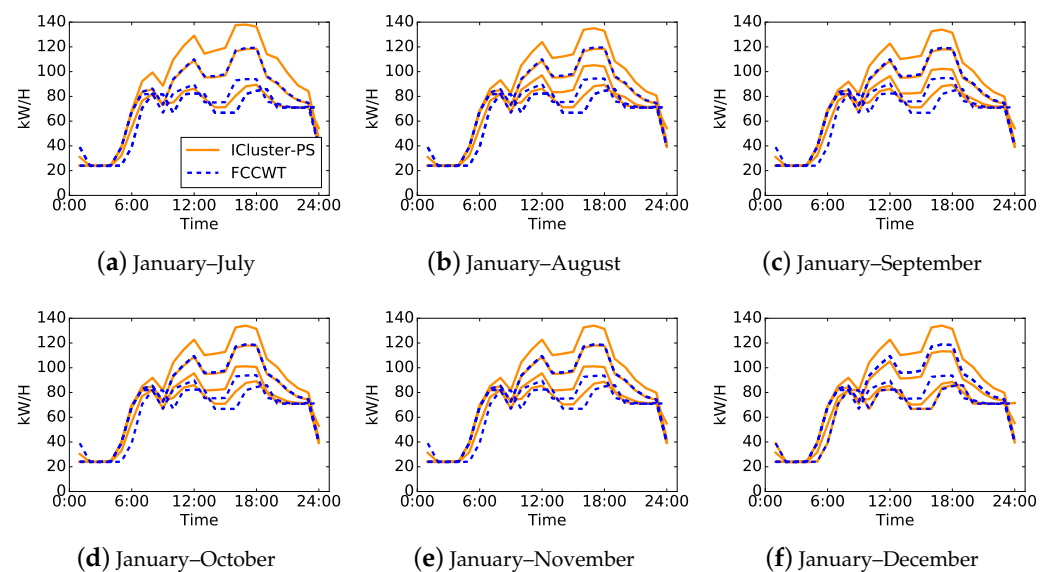 140
120
100
80
60
40
20
0
kW/H
ICluster-PS
FCCWT
0:00 6:00 12:00 18:00 24:00
Time
(a) January–July
140
120
100
80
60
40
20
0
kW/H
0:00 6:00 12:00 18:00 24:00
Time
(b) January–August
140
120
100
80
60
40
20
0
kW/H
0:00 6:00 12:00 18:00 24:00
Time
(c) January–September
140
120
100
80
60
40
20
0
kW/H
0:00 6:00 12:00 18:00 24:00
Time
(d) January–October
140
120
100
80
60
40
20
0
kW/H
0:00 6:00 12:00 18:00 24:00
Time
(e) January–November
140
120
100
80
60
40
20
0
kW/H
0:00 6:00 12:00 18:00 24:00
Time
(f) January–December